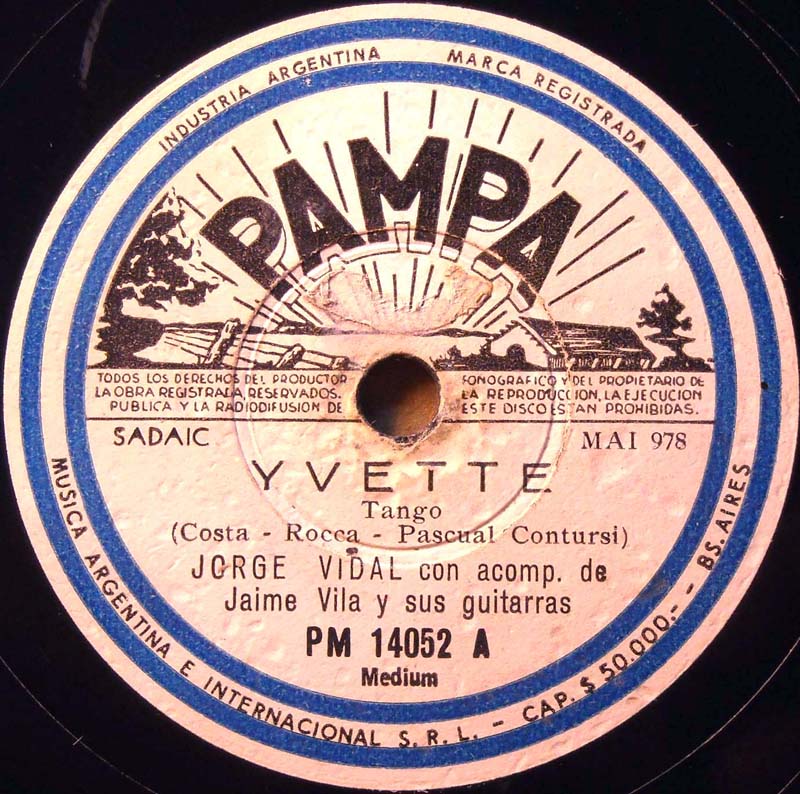 INDUSTRIA ARGENTINA MARCA REGISTRADA
PAMPA
TODOS LOS DERECHOS DEL PRODUCTOR FONOGRAFICO Y DEL PROPIETARIO DE
LA OBRA REGISTRADA, RESERVADOS. LA REPRODUCCION, LA EJECUCION
PUBLICA Y LA RADIODIFUSION DE ESTE DISCO ESTAN PROHIBIDAS.
SADAIC MAI 978
YVETTE
Tango
(Costa - Rocca - Pascual Contursi)
JORGE VIDAL con acomp. de
Jaime Vila y sus guitarras
PM 14052 A
Medium
MUSICA ARGENTINA E INTERNACIONAL S. R. L. - CAP. $ 50.000.- - BS. AIRES